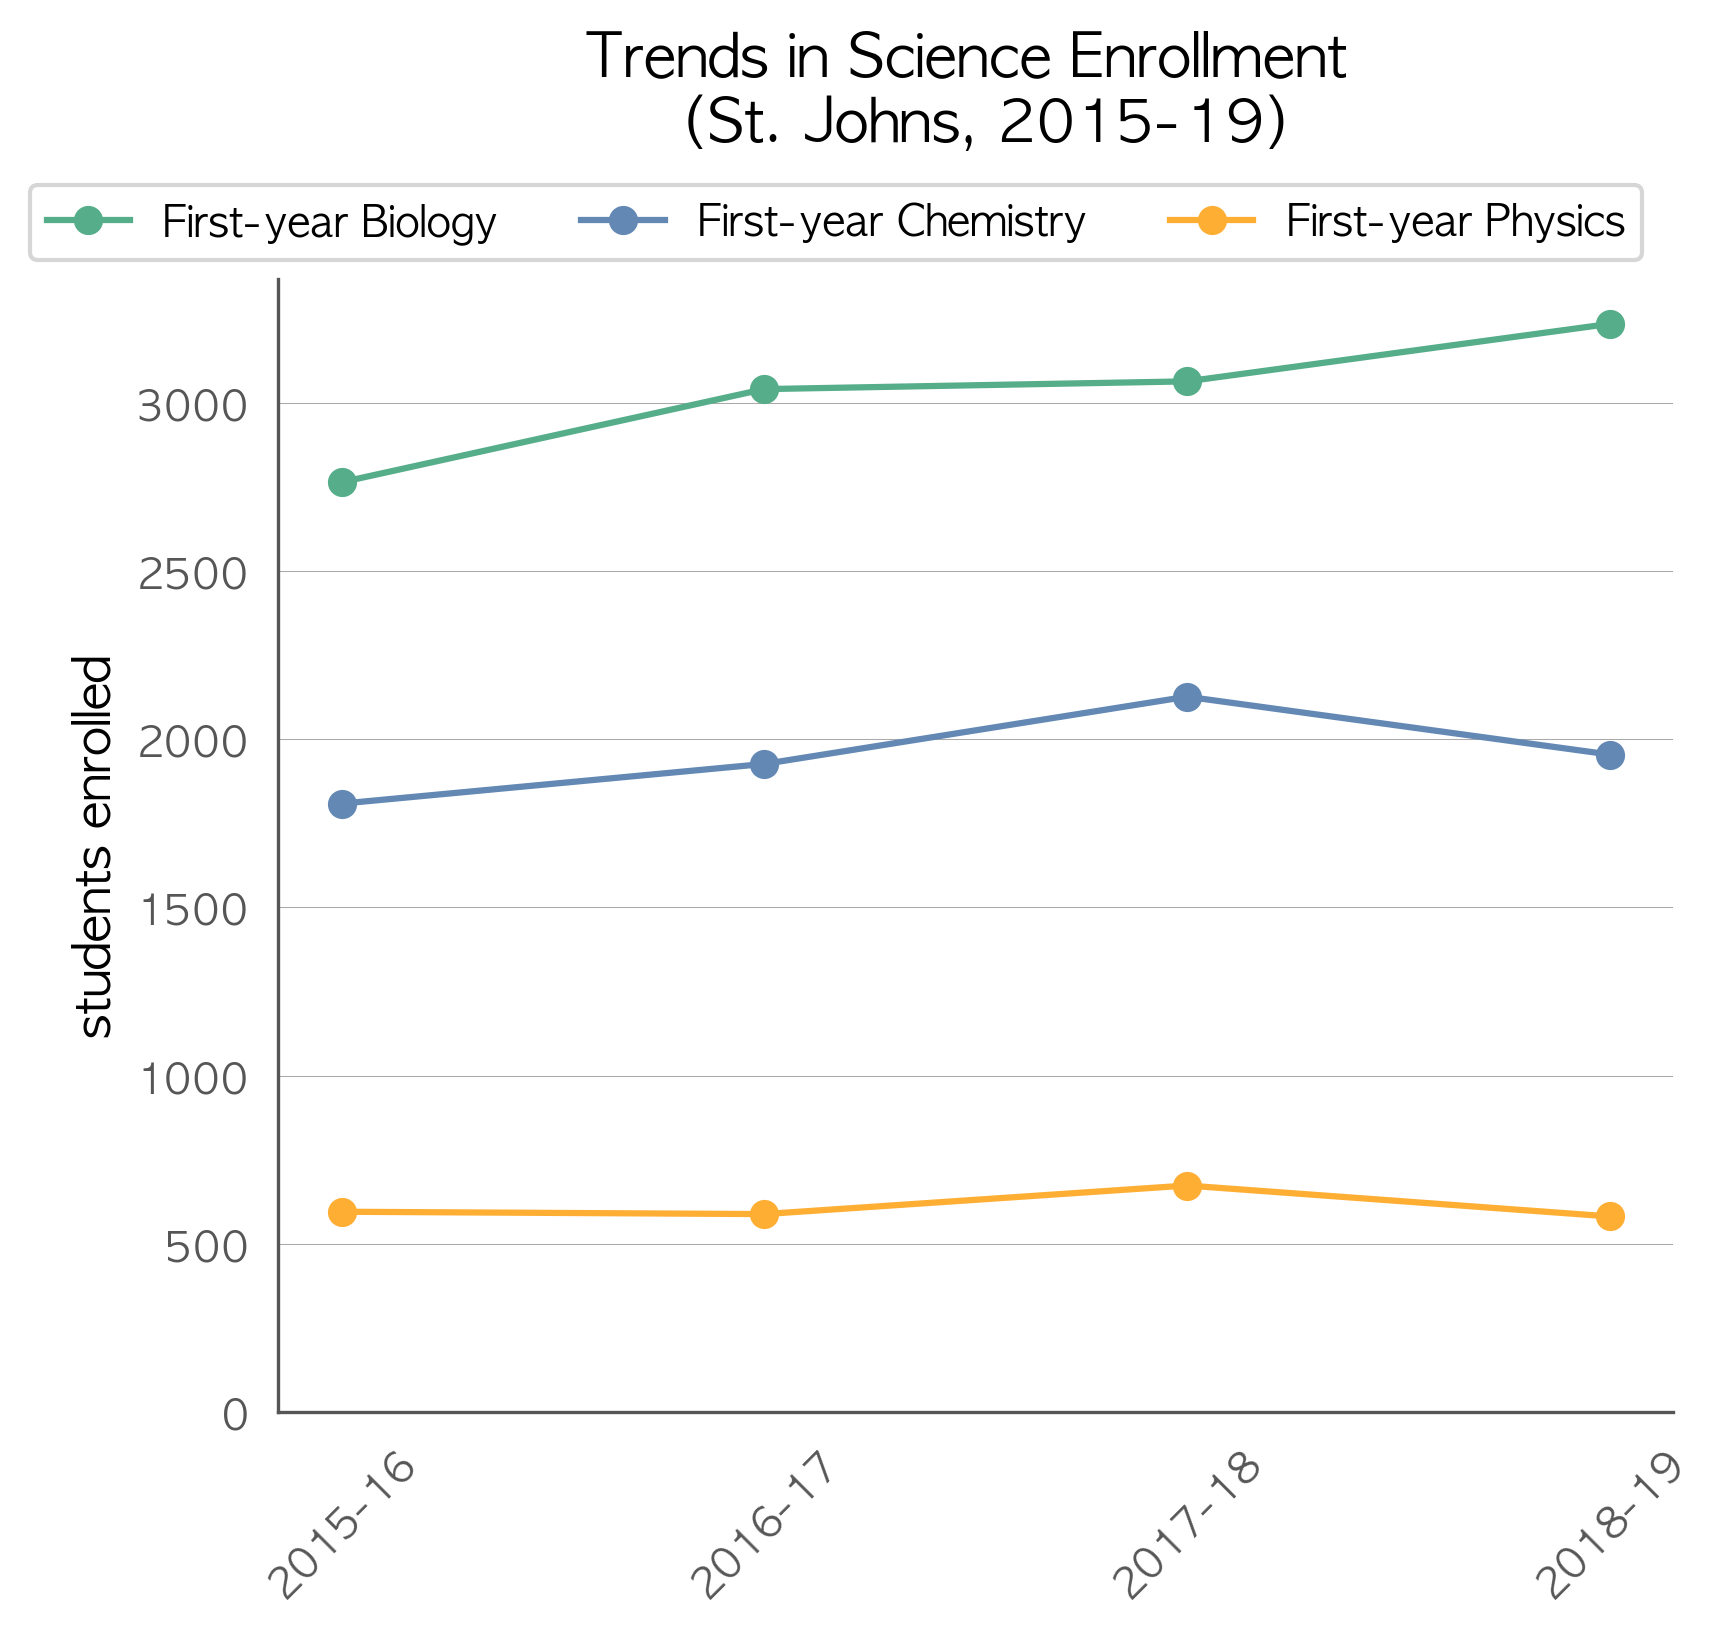 Trends in Science Enrollment
(St. Johns, 2015-19)
First-year Biology First-year Chemistry First-year Physics
students enrolled
3000
2500
2000
1500
1000
500
0
2015-16 2016-17 2017-18 2018-19